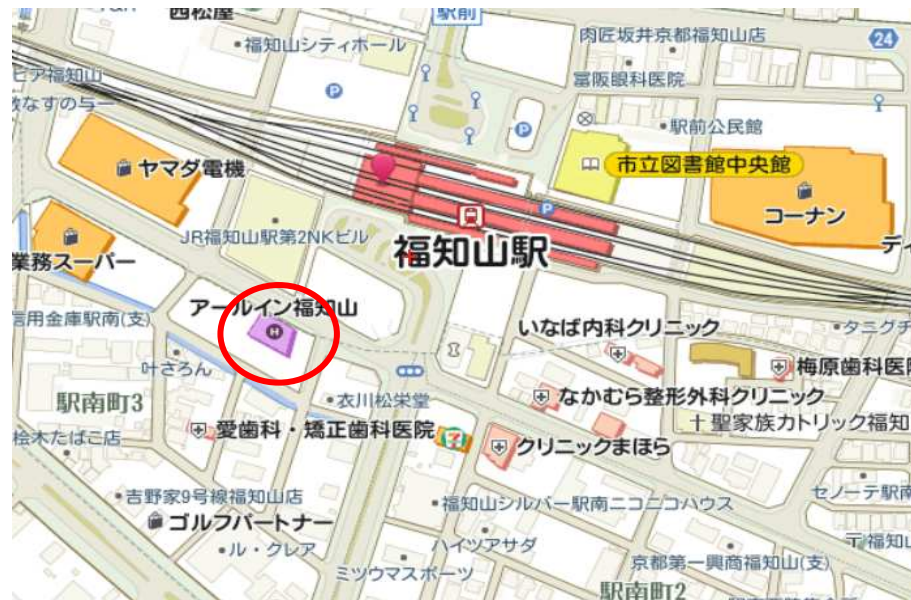 西松屋
駅前
福知山シティホール
肉匠坂井京都福知山店
24
冨阪眼科医院
ピア福知山
P
なすの与一
P
駅前公民館
市立図書館中央館
ヤマダ電機
P
コーナン
JR福知山駅第2NKビル
福知山駅
業務スーパー
アールイン福知山
H
信用金庫駅南(支)
いなば内科クリニック
タニグチ
叶さろん
梅原歯科医院
駅南町3
衣川松栄堂
なかむら整形外科クリニック
聖家族カトリック福知
桧木たばこ店
愛歯科・矯正歯科医院
7
クリニックまほら
吉野家9号線福知山店
福知山シルバー駅南ニコニコハウス
セノーテ駅南
ゴルフパートナー
ル・クレア
ハイツアサダ
福知山
京都第一興商福知山(支)
ミツウマスポーツ
駅南町2